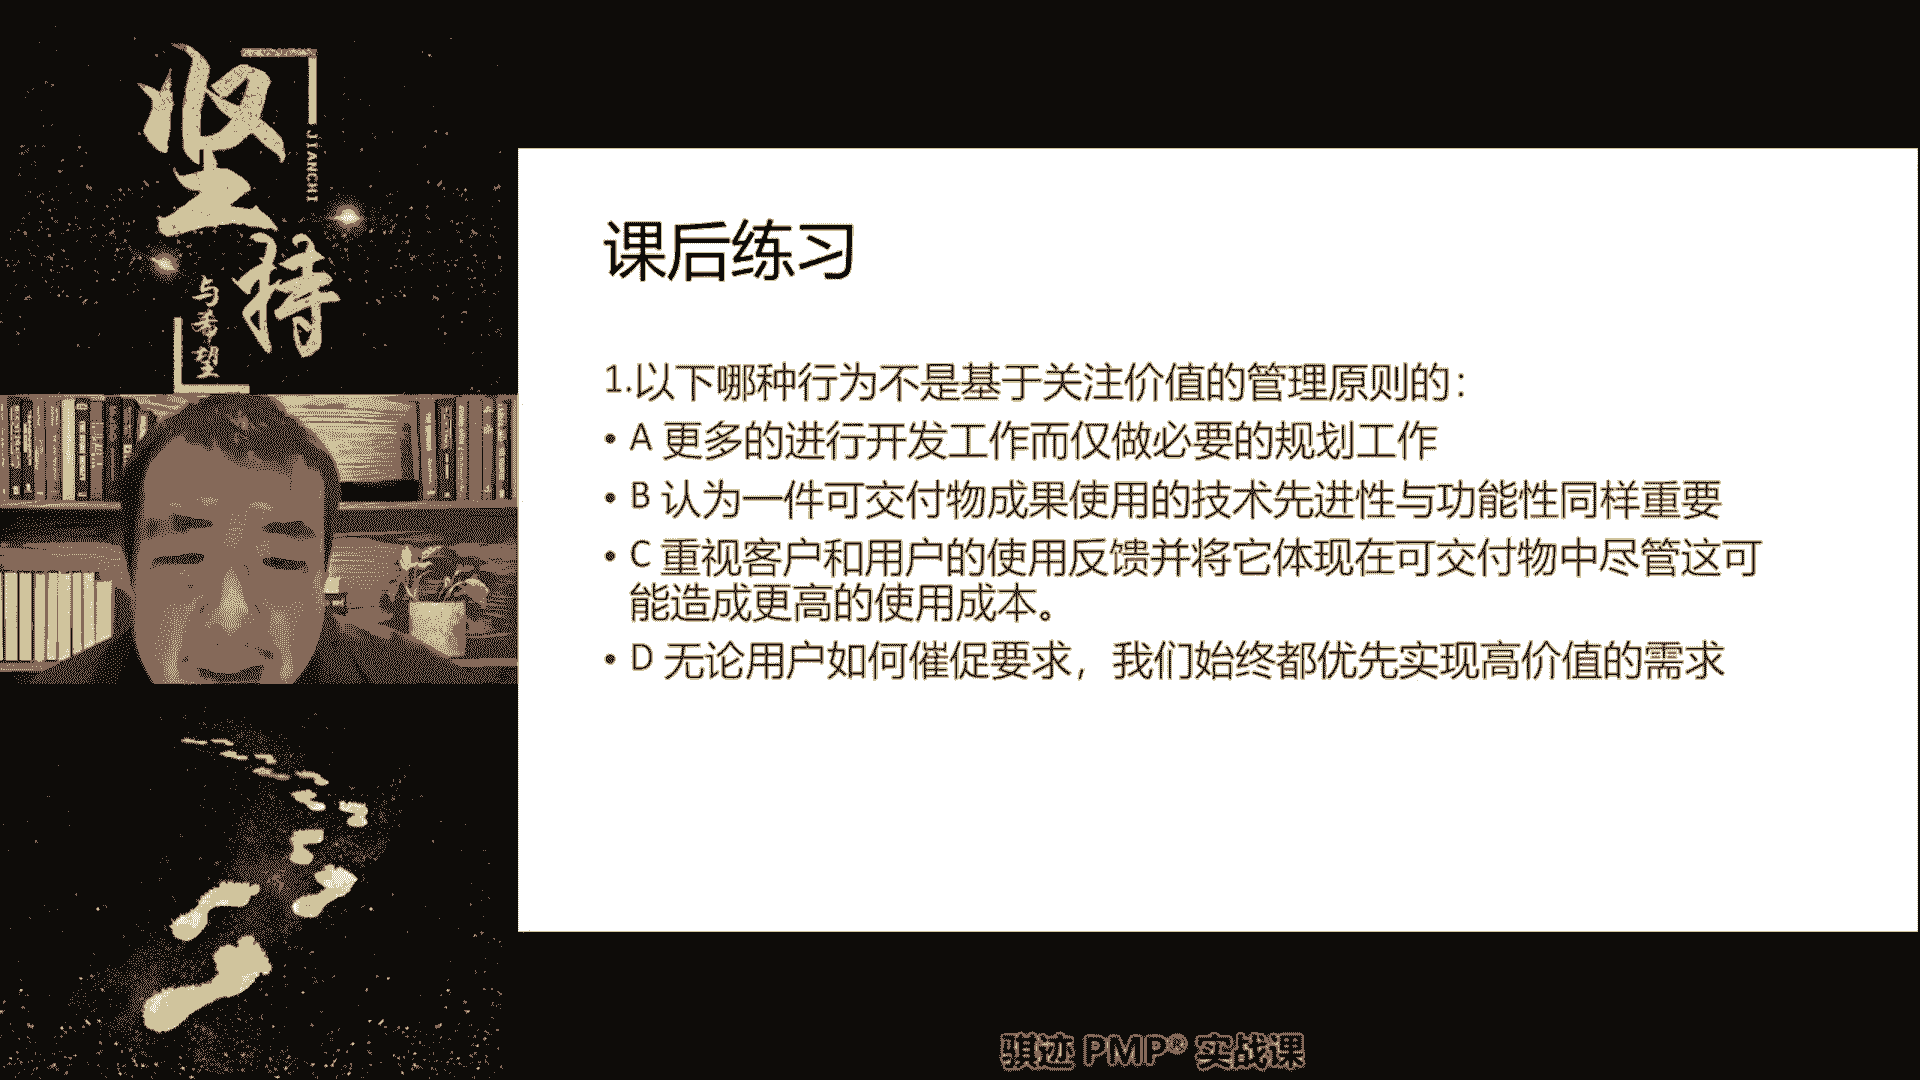 坚
持
JIANCHI
与希望
课后练习
1.以下哪种行为不是基于关注价值的管理原则的：
• A 更多的进行开发工作而仅做必要的规划工作
• B 认为一件可交付物成果使用的技术先进性与功能性同样重要
• C 重视客户和用户的使用反馈并将它体现在可交付物中尽管这可
能造成更高的使用成本。
• D 无论用户如何催促要求，我们始终都优先实现高价值的需求
骐迹 PMP® 实战课